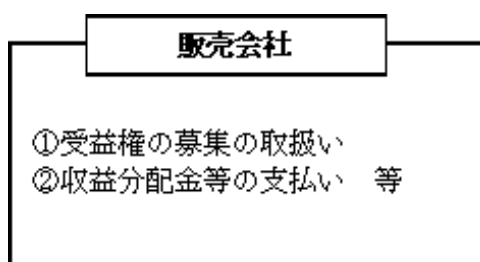 販売会社
①受益権の募集の取扱い
②収益分配金等の支払い　等